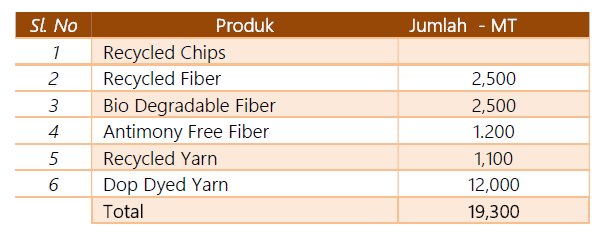 Sl. No Produk Jumlah - MT
1 Recycled Chips
2 Recycled Fiber 2,500
3 Bio Degradable Fiber 2,500
4 Antimony Free Fiber 1.200
5 Recycled Yarn 1,100
6 Dop Dyed Yarn 12,000
Total 19,300